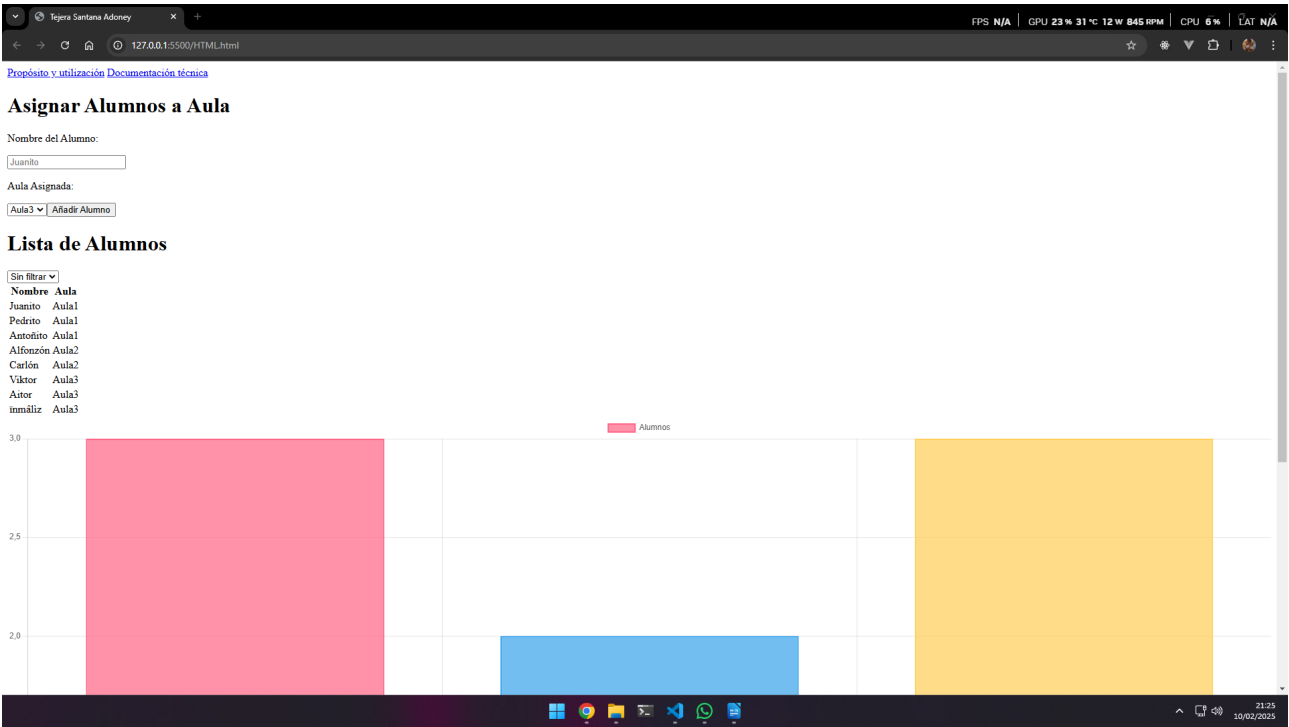 Tejera Santana Adoney
FPS N/A GPU 23 % 31 °C 12 W 845 RPM CPU 6 % LAT N/A
127.0.0.1:5500/HTML.html
Propósito y utilización Documentación técnica
Asignar Alumnos a Aula
Nombre del Alumno:
Juanito
Aula Asignada:
Aula3 Añadir Alumno
Lista de Alumnos
Sin filtrar
Nombre Aula
Juanito Aula1
Pedrito Aula1
Antoñito Aula1
Alfonzón Aula2
Carlón Aula2
Viktor Aula3
Aitor Aula3
ïnmálìz Aula3
Alumnos
3,0
2,5
2,0
21:25
10/02/2025